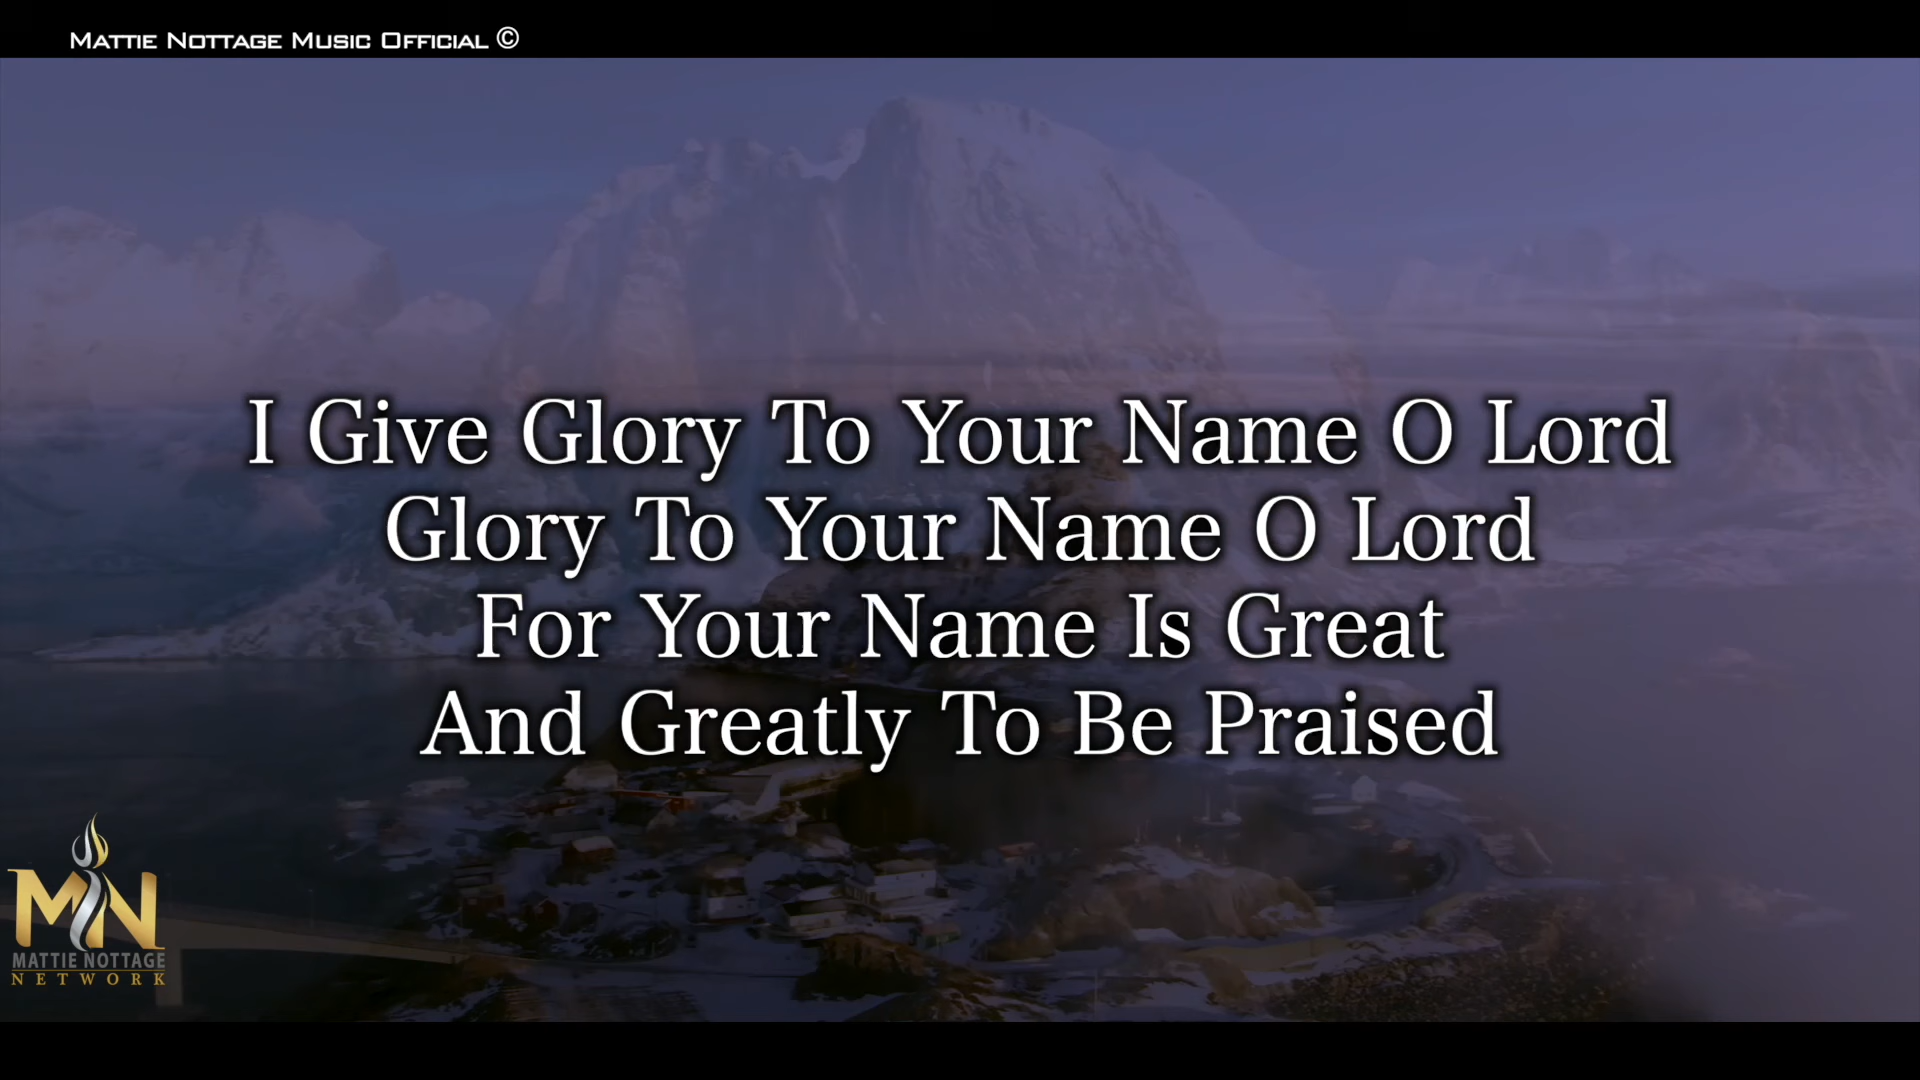 Mattie Nottage Music Official ©
I Give Glory To Your Name O Lord
Glory To Your Name O Lord
For Your Name Is Great
And Greatly To Be Praised
MN
MATTIE NOTTAGE
NETWORK